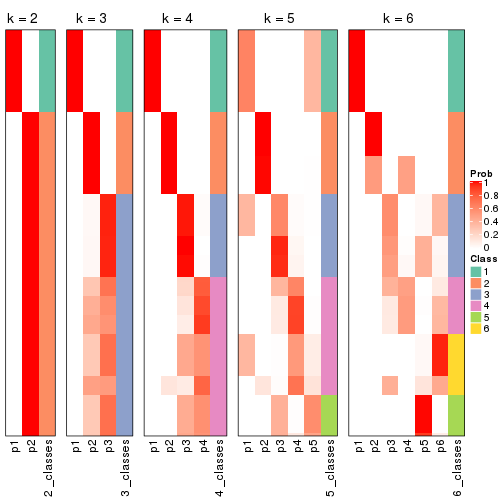 k = 2
k = 3
k = 4
k = 5
k = 6
Prob
1
0.8
0.6
0.4
0.2
0
Class
1
2
3
4
5
6
p1
p2
2_classes
p1
p2
p3
3_classes
p1
p2
p3
p4
4_classes
p1
p2
p3
p4
p5
5_classes
p1
p2
p3
p4
p5
p6
6_classes